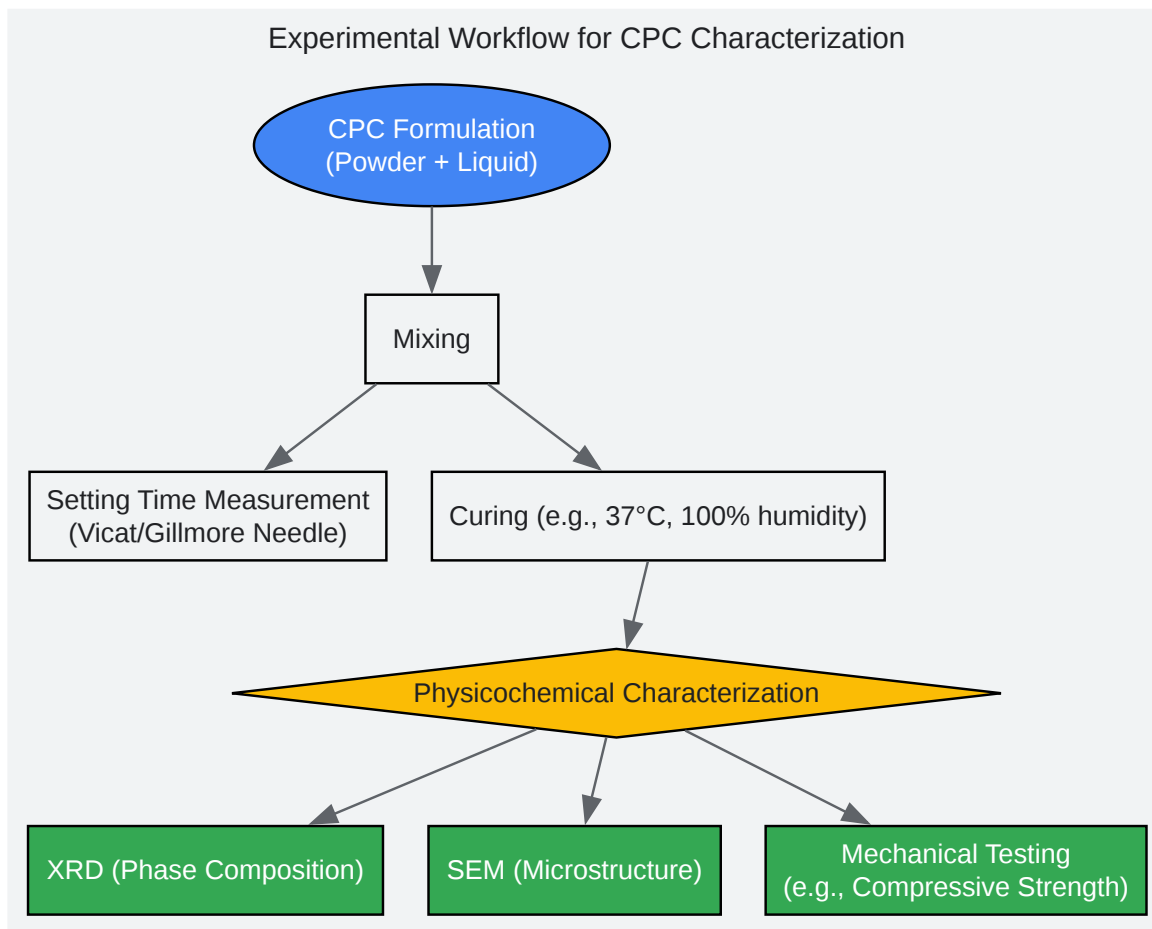 Experimental Workflow for CPC Characterization
CPC Formulation
(Powder + Liquid)
Mixing
Setting Time Measurement
(Vicat/Gillmore Needle)
Curing (e.g., 37°C, 100% humidity)
Physicochemical Characterization
XRD (Phase Composition)
SEM (Microstructure)
Mechanical Testing
(e.g., Compressive Strength)